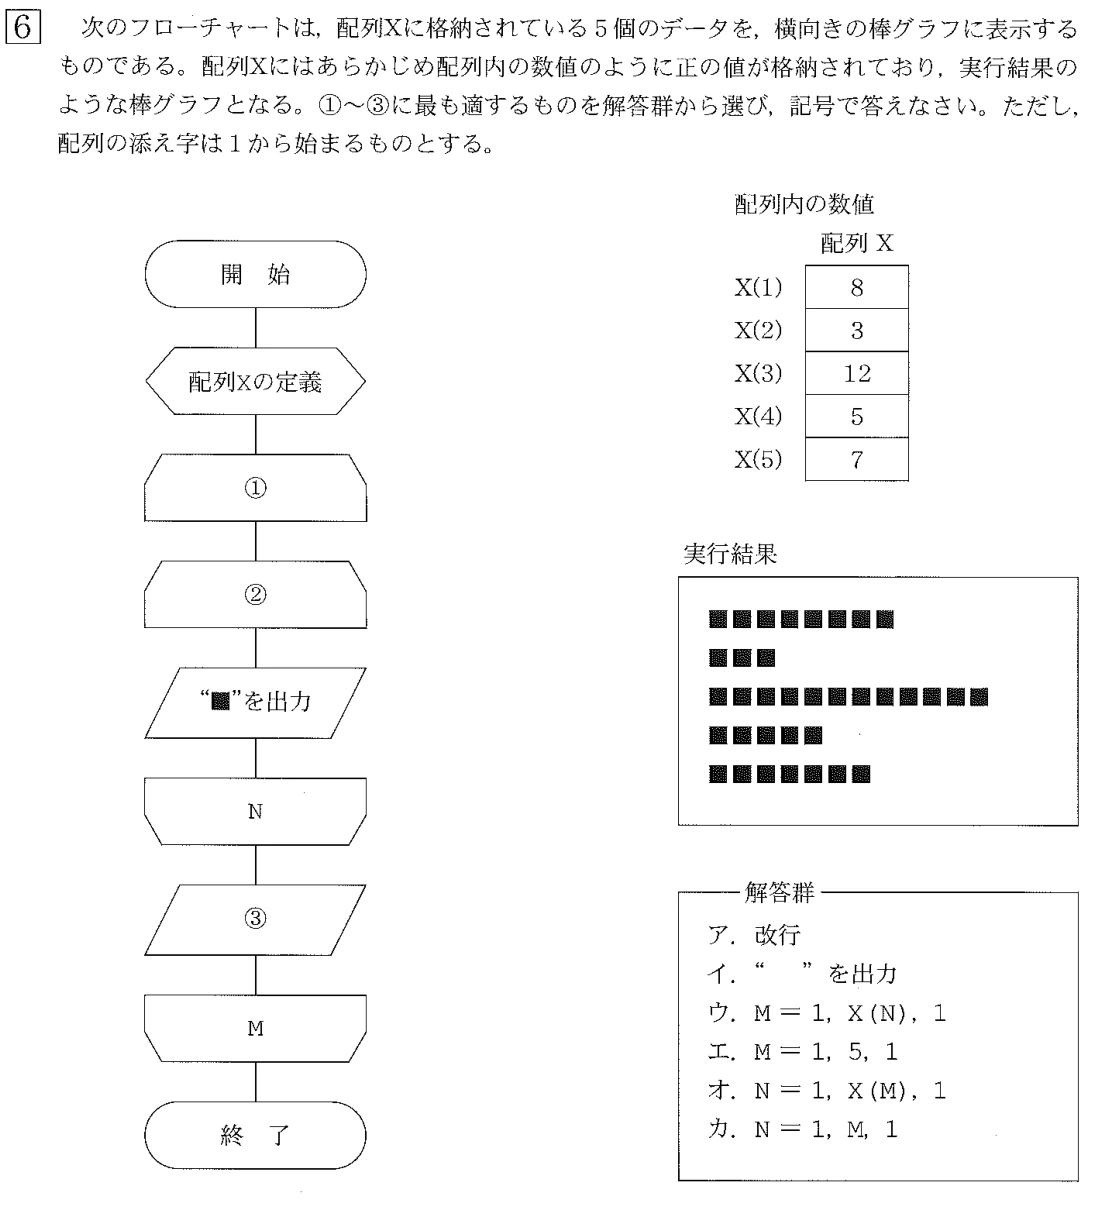 6 次のフローチャートは，配列Xに格納されている５個のデータを，横向きの棒グラフに表示する
ものである。配列Xにはあらかじめ配列内の数値のように正の値が格納されており，実行結果の
ような棒グラフとなる。①～③に最も適するものを解答群から選び，記号で答えなさい。ただし，
配列の添え字は１から始まるものとする。
開 始
配列Xの定義
①
②
“■”を出力
N
③
M
終 了
配列内の数値
配列 X
X(1) 8
X(2) 3
X(3) 12
X(4) 5
X(5) 7
実行結果
■■■■■■■■
■■■
■■■■■■■■■■■■
■■■■■
■■■■■■■
解答群
ア．改行
イ．“　”を出力
ウ．M＝1，X(N)，1
エ．M＝1，5，1
オ．N＝1，X(M)，1
カ．N＝1，M，1